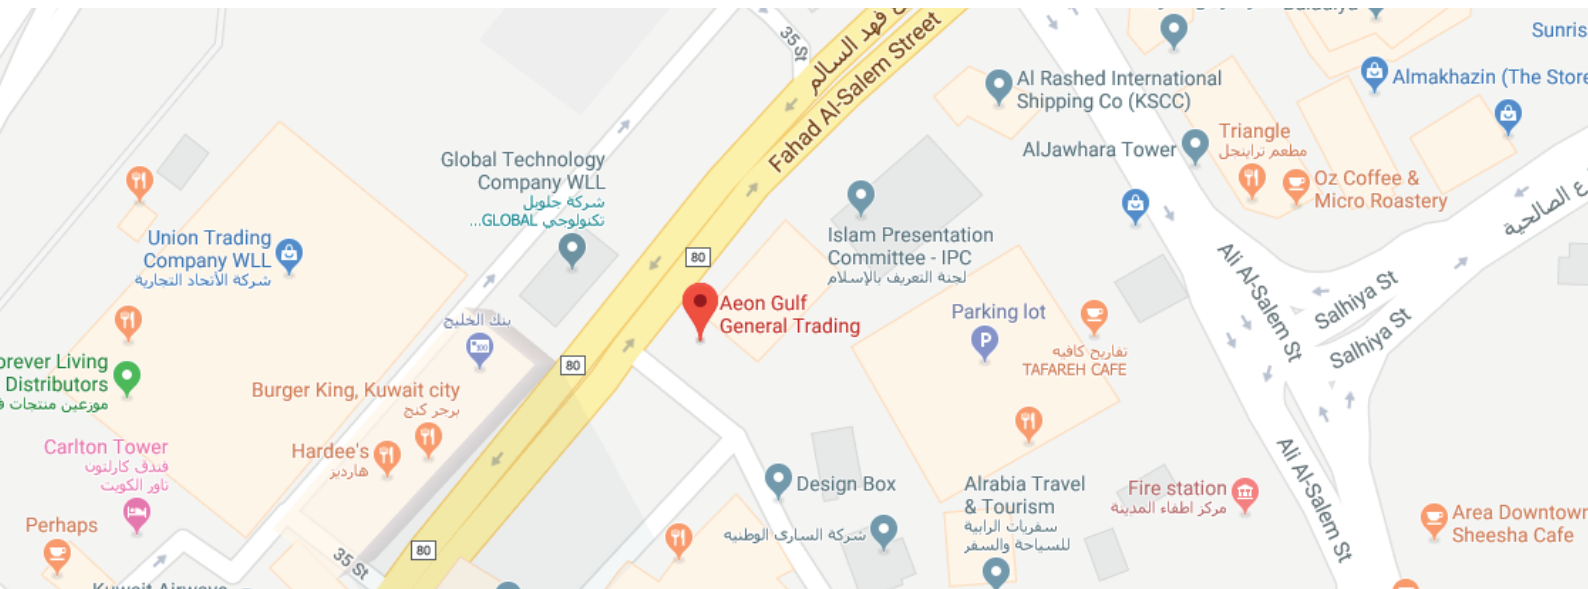 35 St
فهد السالم
Fahad Al-Salem Street
Sunris
Almakhazin (The Store
Al Rashed International
Shipping Co (KSCC)
AlJawhara Tower
Triangle
مطعم تراينجل
Oz Coffee &
Micro Roastery
ع الصالحية
Global Technology
Company WLL
شركة جلوبل
تكنولوجي GLOBAL...
Union Trading
Company WLL
شركة الأتحاد التجارية
80
Islam Presentation
Committee - IPC
لجنة التعريف بالإسلام
Aeon Gulf
General Trading
Parking lot
P
تفاريح كافيه
TAFAREH CAFE
Ali Al-Salem St
Salhiya St
Salhiya St
بنك الخليج
80
orever Living
Distributors
موزعين منتجات ف
Burger King, Kuwait city
برجر كنج
Hardee's
هارديز
Carlton Tower
فندق كارلتون
تاور الكويت
Perhaps
35 St
80
Design Box
شركة السارى الوطنيه
Alrabia Travel
& Tourism
سفريات الرابية
للسياحة والسفر
Fire station
مركز اطفاء المدينة
Ali Al-Salem St
Area Downtown
Sheesha Cafe
Kuwait Airways